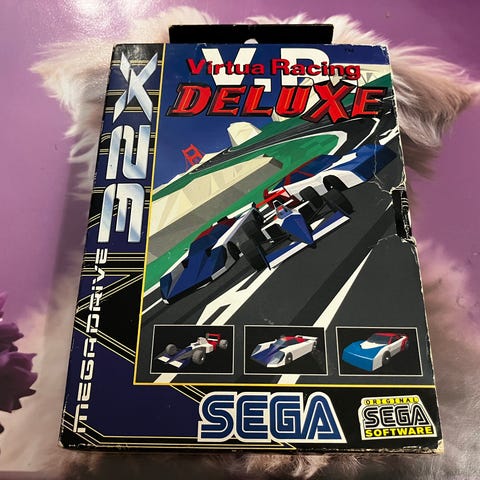 V.R.
Virtua Racing
DELUXE
MEGADRIVE 32X
SEGA
ORIGINAL
SEGA
SOFTWARE